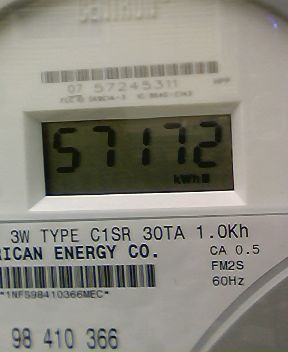 07 57245311
57172
kWh
3W TYPE C1SR 30TA 1.0Kh
RICAN ENERGY CO.
CA 0.5
FM2S
60Hz
*1NFS98410366MEC*
98 410 366